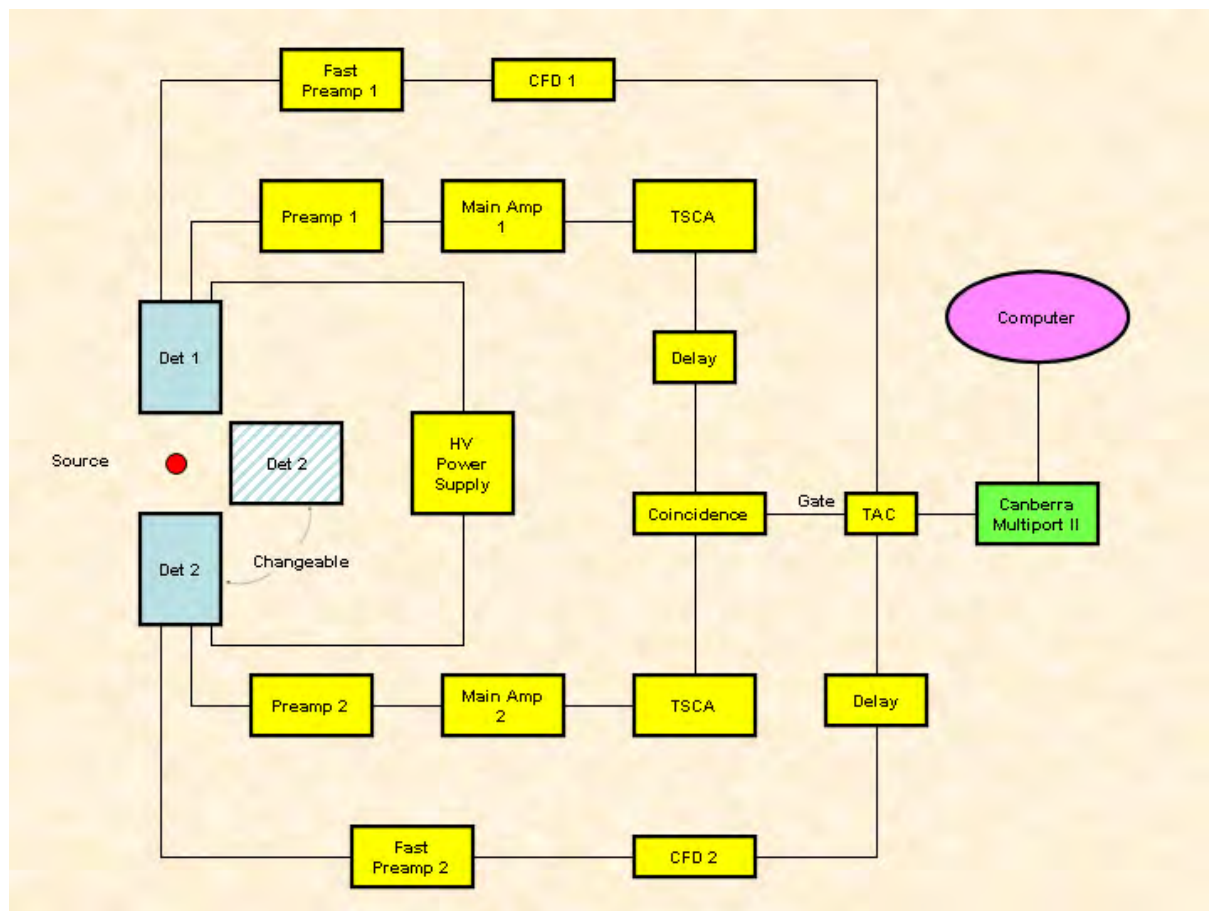 Fast
Preamp 1
CFD 1
Preamp 1
Main Amp
1
TSCA
Delay
Computer
Det 1
Source
Det 2
HV
Power
Supply
Coincidence
Gate
TAC
Canberra
Multiport II
Det 2
Changeable
Preamp 2
Main Amp
2
TSCA
Delay
Fast
Preamp 2
CFD 2